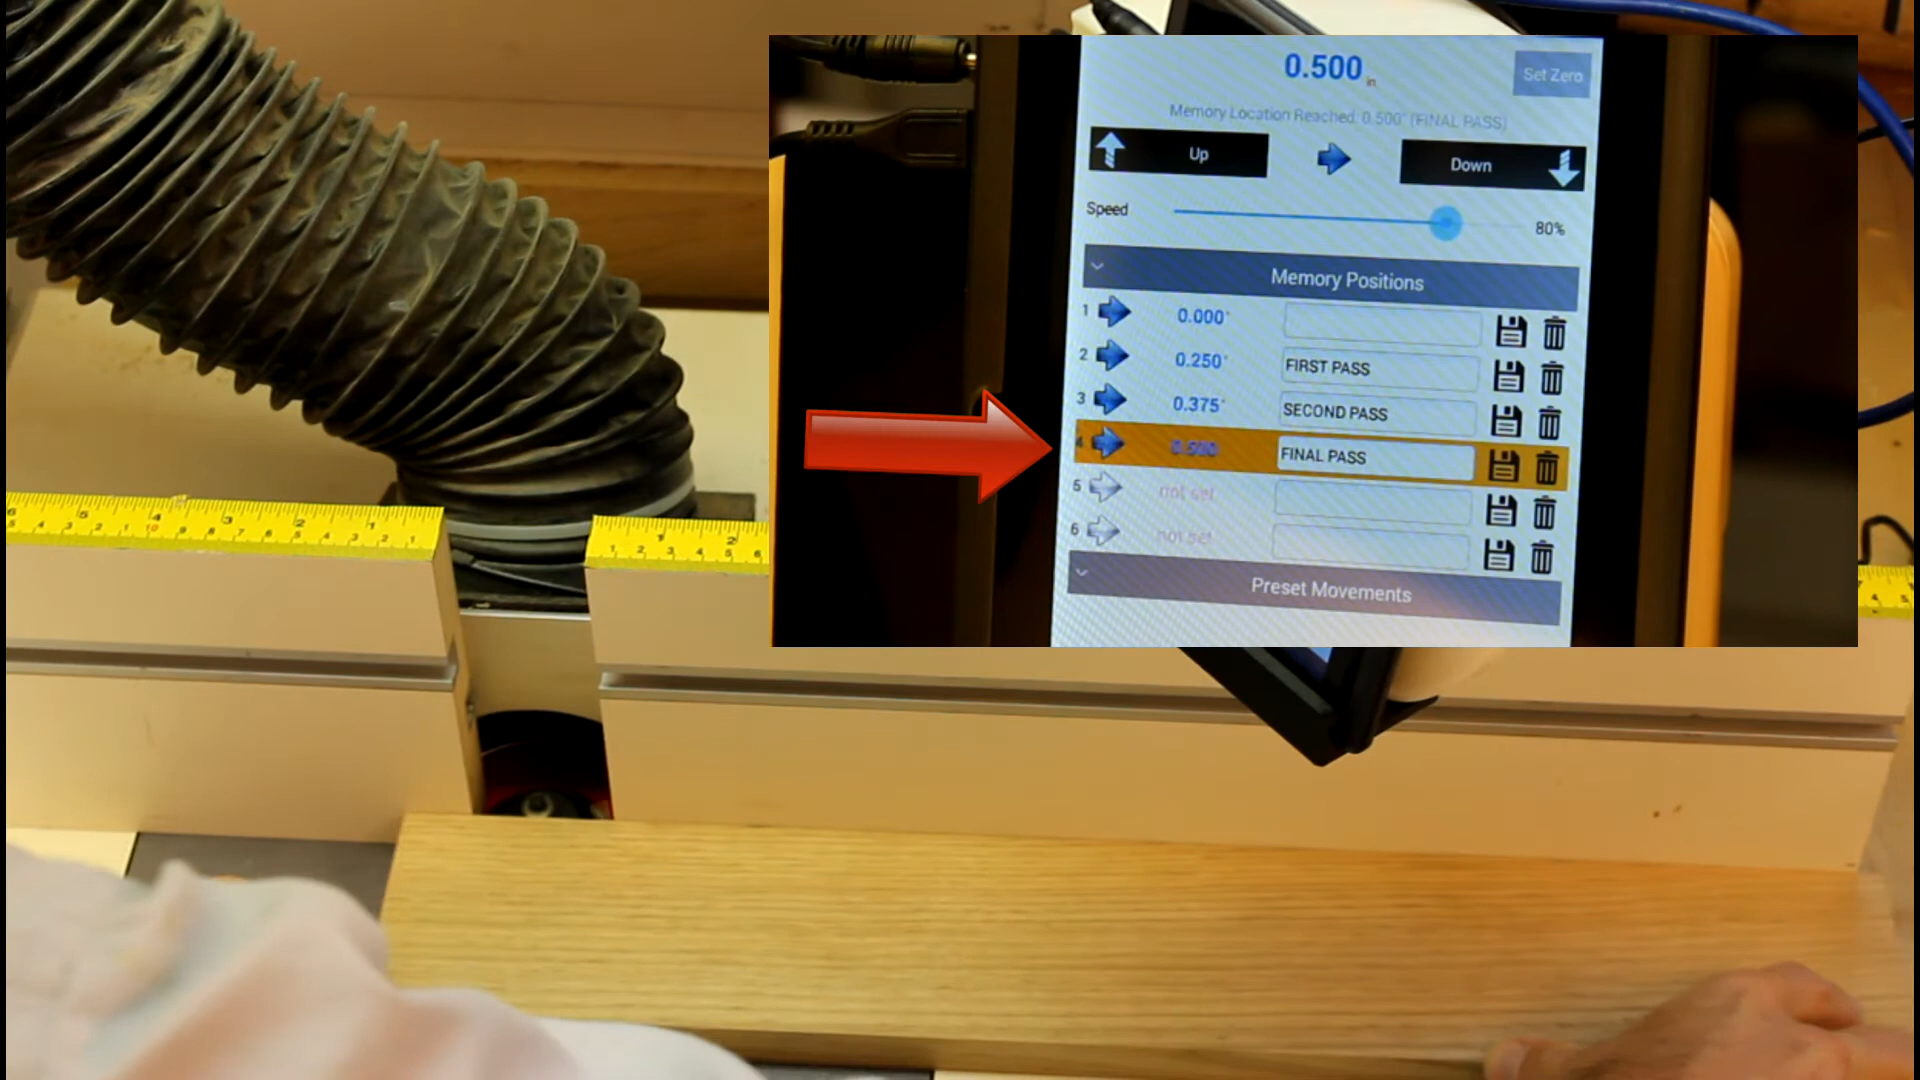 0.500 in
Set Zero
Memory Location Reached: 0.500" (FINAL PASS)
Up
Down
Speed
80%
Memory Positions
1 0.000"
2 0.250" FIRST PASS
3 0.375" SECOND PASS
4 0.500 FINAL PASS
5 not set
6 not set
Preset Movements